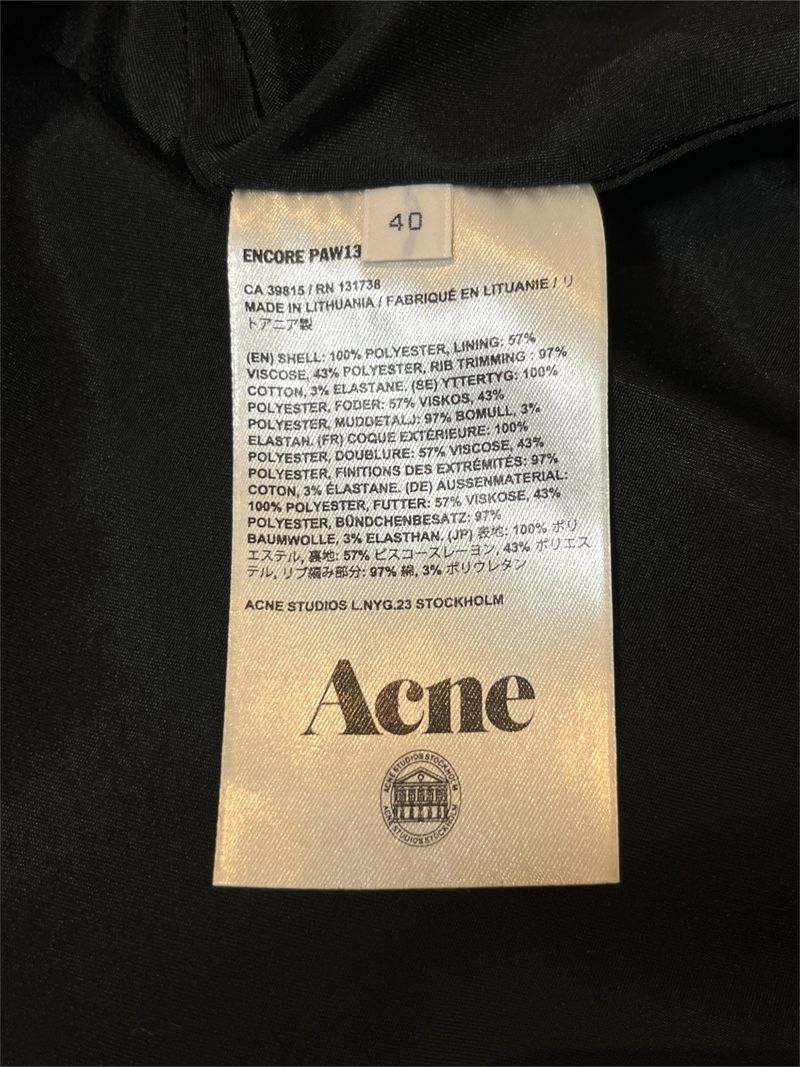 40
ENCORE PAW13
CA 39815 / RN 131738
MADE IN LITHUANIA / FABRIQUÉ EN LITUANIE / リ
トアニア製
(EN) SHELL: 100% POLYESTER, LINING: 57%
VISCOSE, 43% POLYESTER, RIB TRIMMING : 97%
COTTON, 3% ELASTANE. (SE) YTTERTYG: 100%
POLYESTER, FODER: 57% VISKOS, 43%
POLYESTER, MUDDETALJ: 97% BOMULL, 3%
ELASTAN. (FR) COQUE EXTÉRIEURE: 100%
POLYESTER, DOUBLURE: 57% VISCOSE, 43%
POLYESTER, FINITIONS DES EXTRÉMITÉS: 97%
COTON, 3% ÉLASTANE. (DE) AUSSENMATERIAL:
100% POLYESTER, FUTTER: 57% VISKOSE, 43%
POLYESTER, BÜNDCHENBESATZ: 97%
BAUMWOLLE, 3% ELASTHAN. (JP) 表地: 100% ポリ
エステル, 裏地: 57% ビスコースレーヨン, 43% ポリエス
テル, リブ編み部分: 97% 綿, 3% ポリウレタン
ACNE STUDIOS L.NYG.23 STOCKHOLM
Acne
ACNE STUDIOS STOCKHOLM
ACNE STUDIOS STOCKHOLM